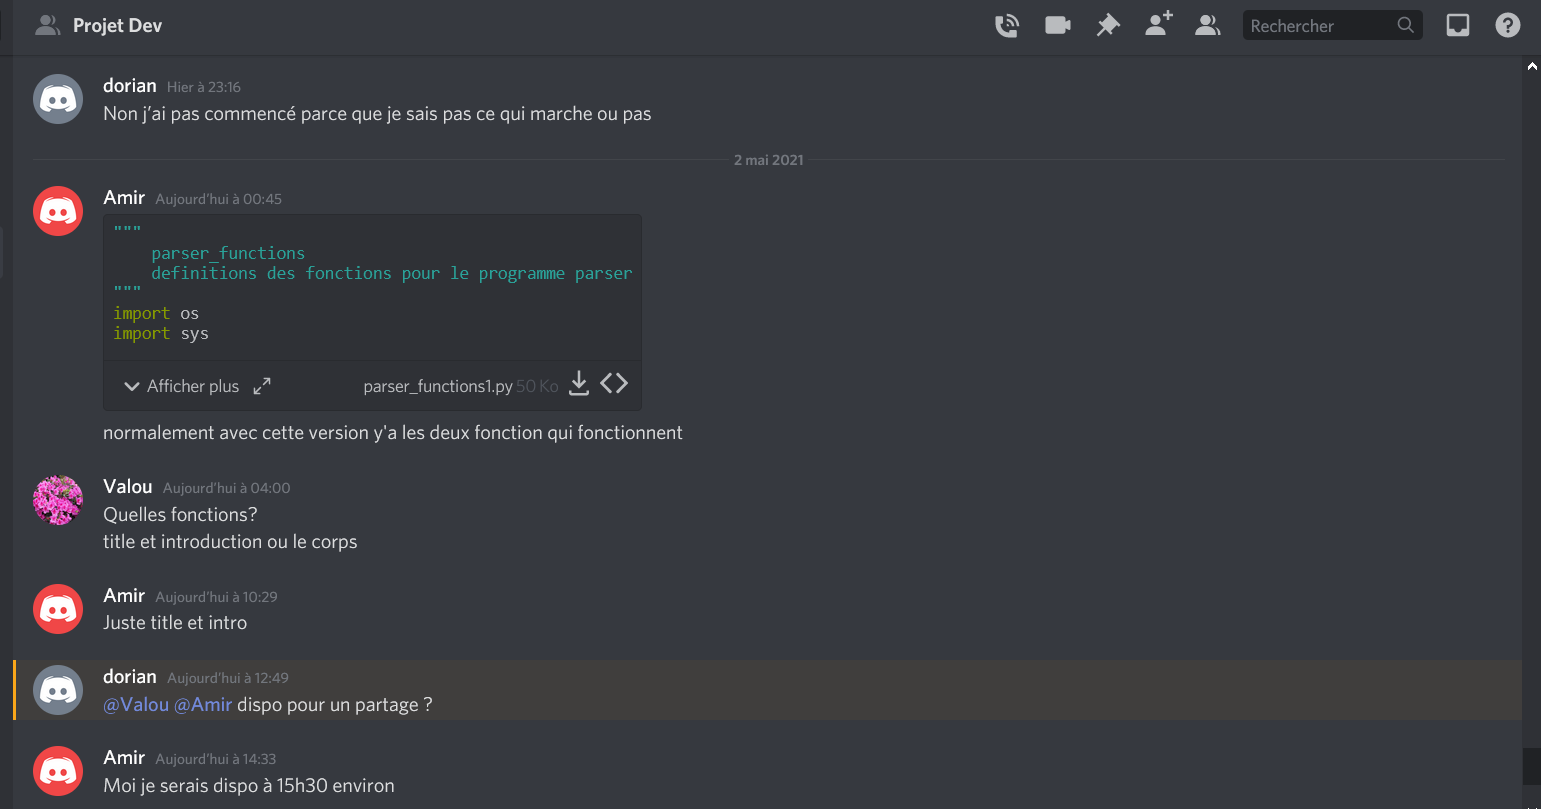 Projet Dev
Rechercher
dorian Hier à 23:16
Non j’ai pas commencé parce que je sais pas ce qui marche ou pas
2 mai 2021
Amir Aujourd’hui à 00:45
"""
parser_functions
definitions des fonctions pour le programme parser
"""
import os
import sys
Afficher plus parser_functions1.py 50 Ko
normalement avec cette version y'a les deux fonction qui fonctionnent
Valou Aujourd’hui à 04:00
Quelles fonctions?
title et introduction ou le corps
Amir Aujourd’hui à 10:29
Juste title et intro
dorian Aujourd’hui à 12:49
@Valou @Amir dispo pour un partage ?
Amir Aujourd’hui à 14:33
Moi je serais dispo à 15h30 environ